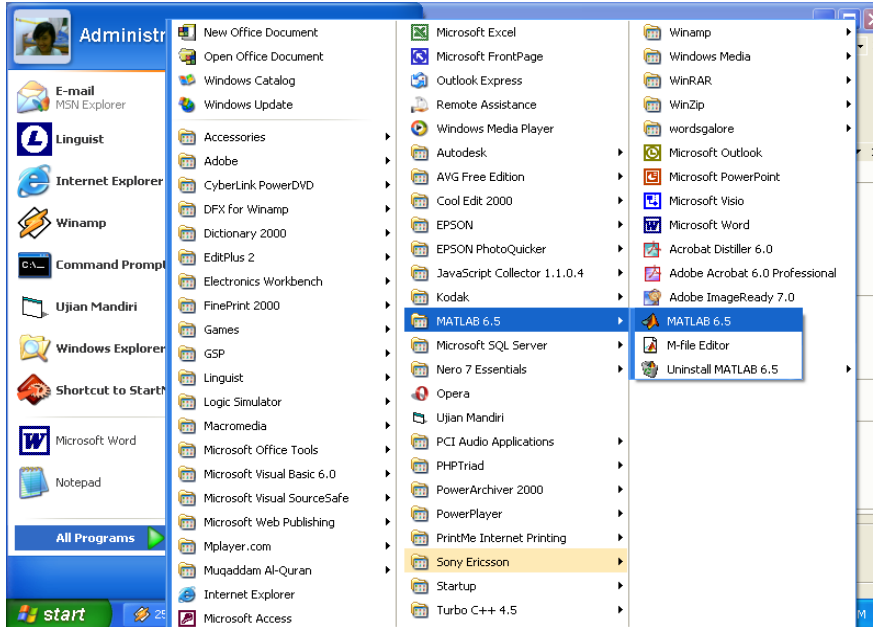 Administr
E-mail
MSN Explorer
Linguist
Internet Explorer
Winamp
Command Prompt
Ujian Mandiri
Windows Explorer
Shortcut to
Microsoft Word
Notepad
All Programs
start
New Office Document
Open Office Document
Windows Catalog
Windows Update
Accessories
Adobe
CyberLink PowerDVD
DFX for Winamp
Dictionary 2000
EditPlus 2
Electronics Workbench
FinePrint 2000
Games
GSP
Linguist
Logic Simulator
Macromedia
Microsoft Office Tools
Microsoft Visual Basic 6.0
Microsoft Visual SourceSafe
Microsoft Web Publishing
Mplayer.com
Muqaddam Al-Quran
Internet Explorer
Microsoft Access
Microsoft Excel
Microsoft FrontPage
Outlook Express
Remote Assistance
Windows Media Player
Autodesk
AVG Free Edition
Cool Edit 2000
EPSON
EPSON PhotoQuicker
JavaScript Collector 1.1.0.4
Kodak
MATLAB 6.5
Microsoft SQL Server
Nero 7 Essentials
Opera
Ujian Mandiri
PCI Audio Applications
PHPTriad
PowerArchiver 2000
PowerPlayer
PrintMe Internet Printing
Sony Ericsson
Startup
Turbo C++ 4.5
Winamp
Windows Media
WinRAR
WinZip
wordsgalore
Microsoft Outlook
Microsoft PowerPoint
Microsoft Visio
Microsoft Word
Acrobat Distiller 6.0
Adobe Acrobat 6.0 Professional
Adobe ImageReady 7.0
MATLAB 6.5
M-file Editor
Uninstall MATLAB 6.5